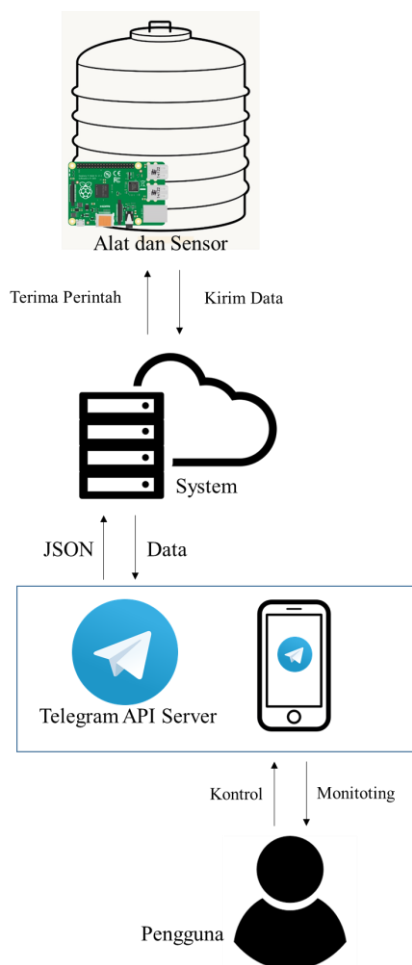 Alat dan Sensor
Terima Perintah
Kirim Data
System
JSON
Data
Telegram API Server
Kontrol
Monitoting
Pengguna